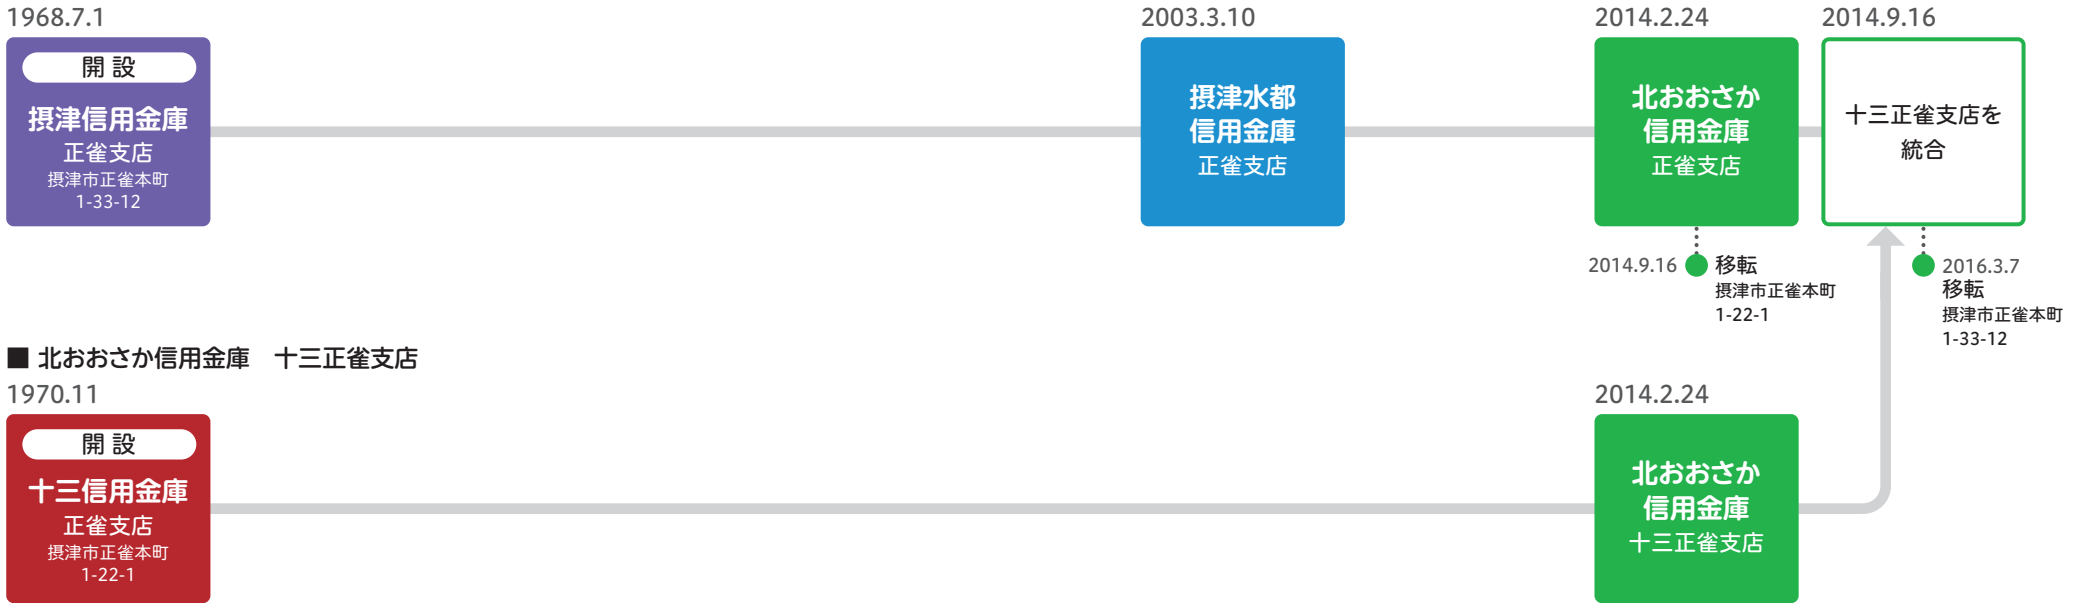 1968.7.1
開設
摂津信用金庫
正雀支店
摂津市正雀本町
1-33-12
2003.3.10
摂津水都
信用金庫
正雀支店
2014.2.24
北おおさか
信用金庫
正雀支店
2014.9.16 移転
摂津市正雀本町
1-22-1
2014.9.16
十三正雀支店を
統合
2016.3.7
移転
摂津市正雀本町
1-33-12
■ 北おおさか信用金庫　十三正雀支店
1970.11
開設
十三信用金庫
正雀支店
摂津市正雀本町
1-22-1
2014.2.24
北おおさか
信用金庫
十三正雀支店